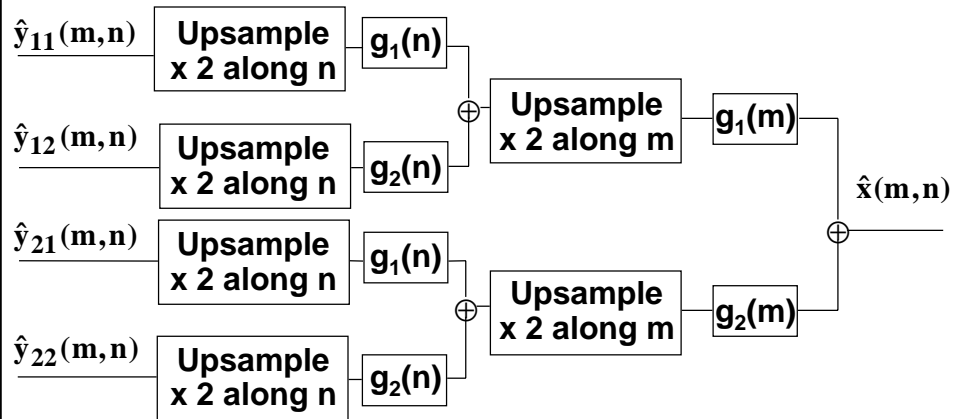 ŷ₁₁(m,n)
Upsample
x 2 along n
g₁(n)
ŷ₁₂(m,n)
Upsample
x 2 along n
g₂(n)
⊕
Upsample
x 2 along m
g₁(m)
ŷ₂₁(m,n)
Upsample
x 2 along n
g₁(n)
ŷ₂₂(m,n)
Upsample
x 2 along n
g₂(n)
⊕
Upsample
x 2 along m
g₂(m)
⊕
x̂(m,n)